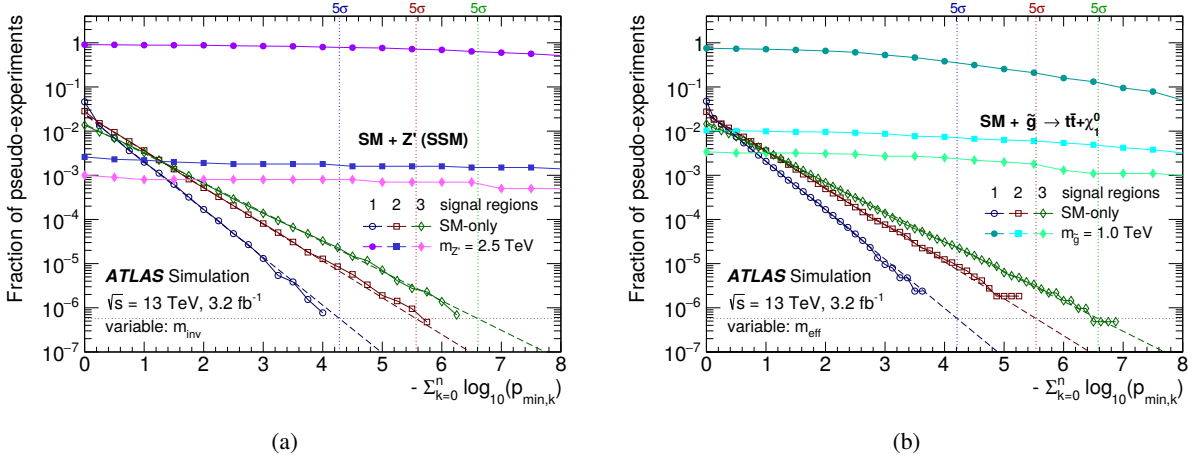 5σ 5σ 5σ
Fraction of pseudo-experiments
1
10⁻¹
10⁻²
10⁻³
10⁻⁴
10⁻⁵
10⁻⁶
10⁻⁷
SM + Z' (SSM)
1 2 3 signal regions
SM-only
m_Z' = 2.5 TeV
ATLAS Simulation
√s = 13 TeV, 3.2 fb⁻¹
variable: m_inv
0 1 2 3 4 5 6 7 8
- Σⁿₖ₌₀ log₁₀(p_min,k)
(a)
5σ 5σ 5σ
Fraction of pseudo-experiments
1
10⁻¹
10⁻²
10⁻³
10⁻⁴
10⁻⁵
10⁻⁶
10⁻⁷
SM + g̃ → tt̄+χ₁⁰
1 2 3 signal regions
SM-only
m_g̃ = 1.0 TeV
ATLAS Simulation
√s = 13 TeV, 3.2 fb⁻¹
variable: m_eff
0 1 2 3 4 5 6 7 8
- Σⁿₖ₌₀ log₁₀(p_min,k)
(b)